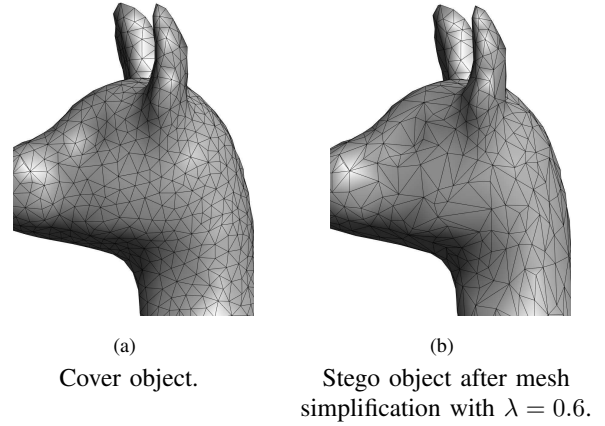 (a)
Cover object.
(b)
Stego object after mesh
simplification with λ = 0.6.